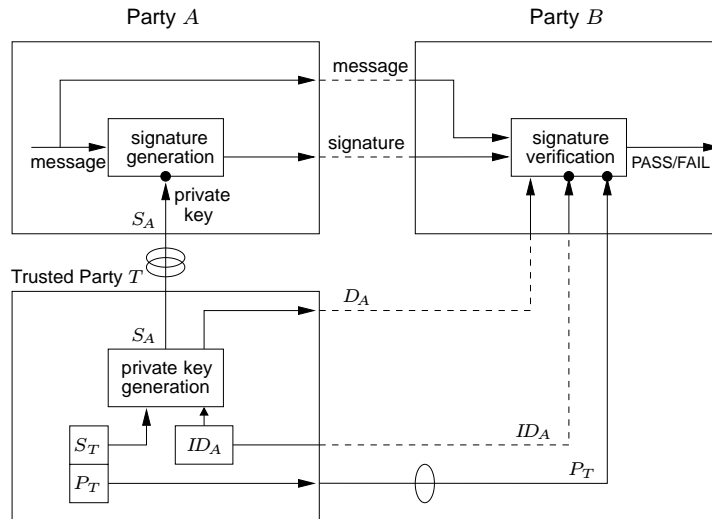 Party A
Party B
message
message
signature
generation
signature
signature
verification
PASS/FAIL
private
key
S_A
Trusted Party T
S_A
D_A
private key
generation
S_T
ID_A
ID_A
P_T
P_T